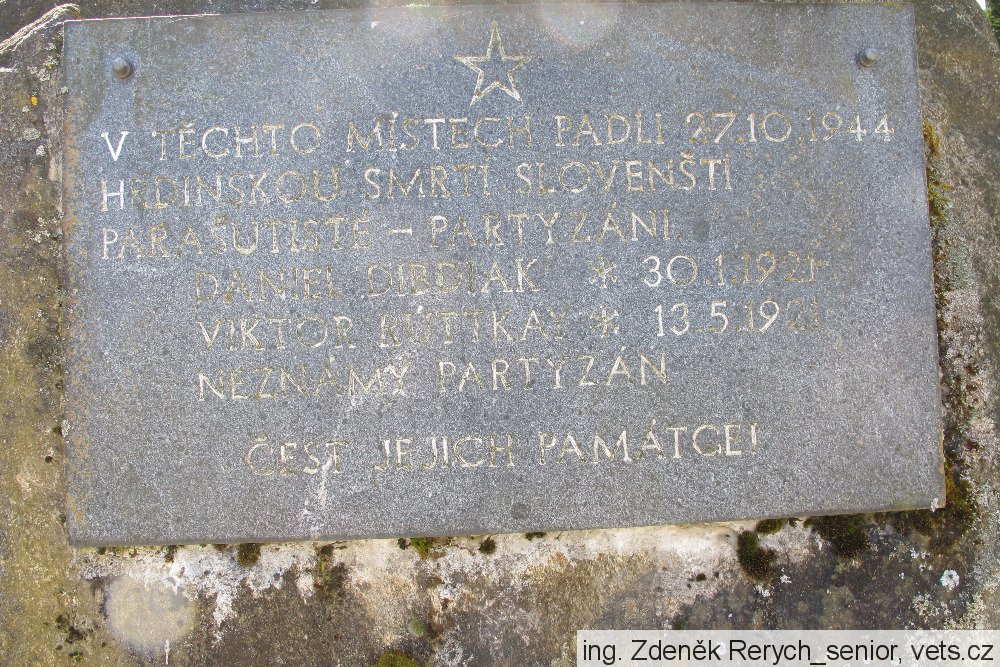 V TĚCHTO MÍSTECH PADLI 27.10.1944
HRDINSKOU SMRTÍ SLOVENŠTÍ
PARAŠUTISTÉ – PARTYZÁNI
DANIEL DIBDIAK * 30.1.1921
VIKTOR RUTTKAY * 13.5.1921
NEZNÁMÝ PARTYZÁN
ČEST JEJICH PAMÁTCE!
ing. Zdeněk Rerych_senior, vets.cz